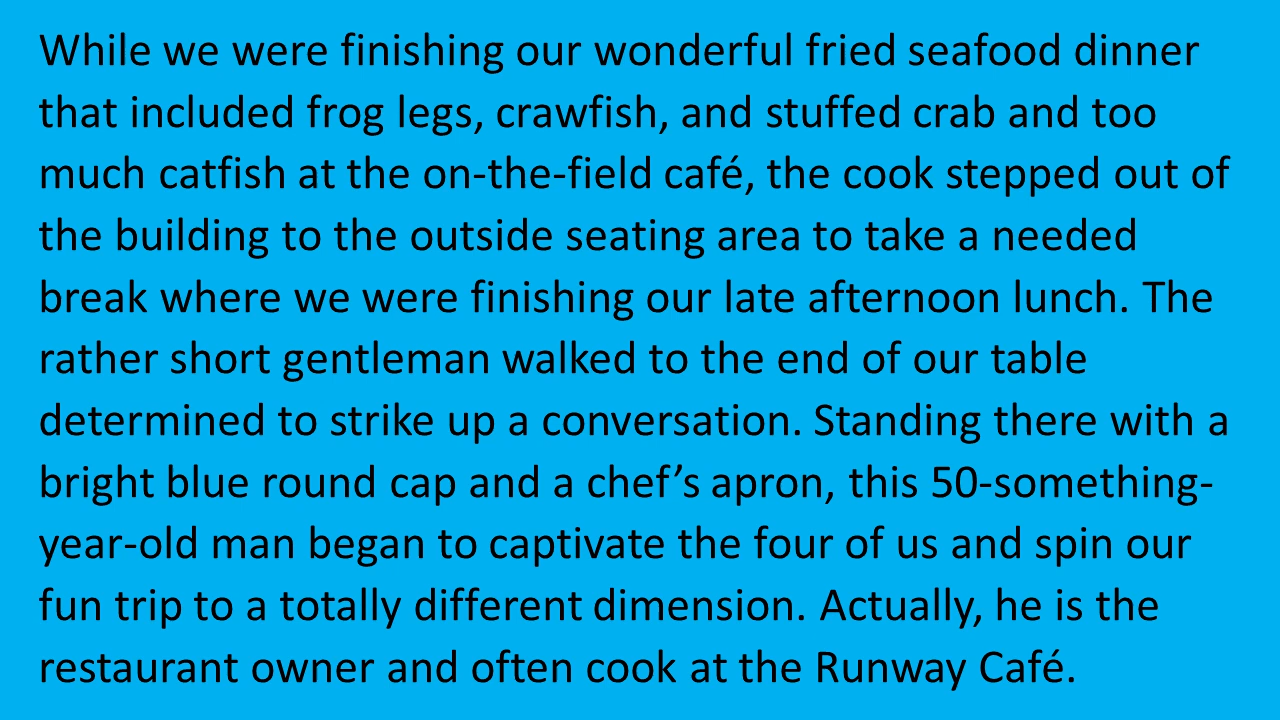 While we were finishing our wonderful fried seafood dinner
that included frog legs, crawfish, and stuffed crab and too
much catfish at the on-the-field café, the cook stepped out of
the building to the outside seating area to take a needed
break where we were finishing our late afternoon lunch. The
rather short gentleman walked to the end of our table
determined to strike up a conversation. Standing there with a
bright blue round cap and a chef’s apron, this 50-something-
year-old man began to captivate the four of us and spin our
fun trip to a totally different dimension. Actually, he is the
restaurant owner and often cook at the Runway Café.